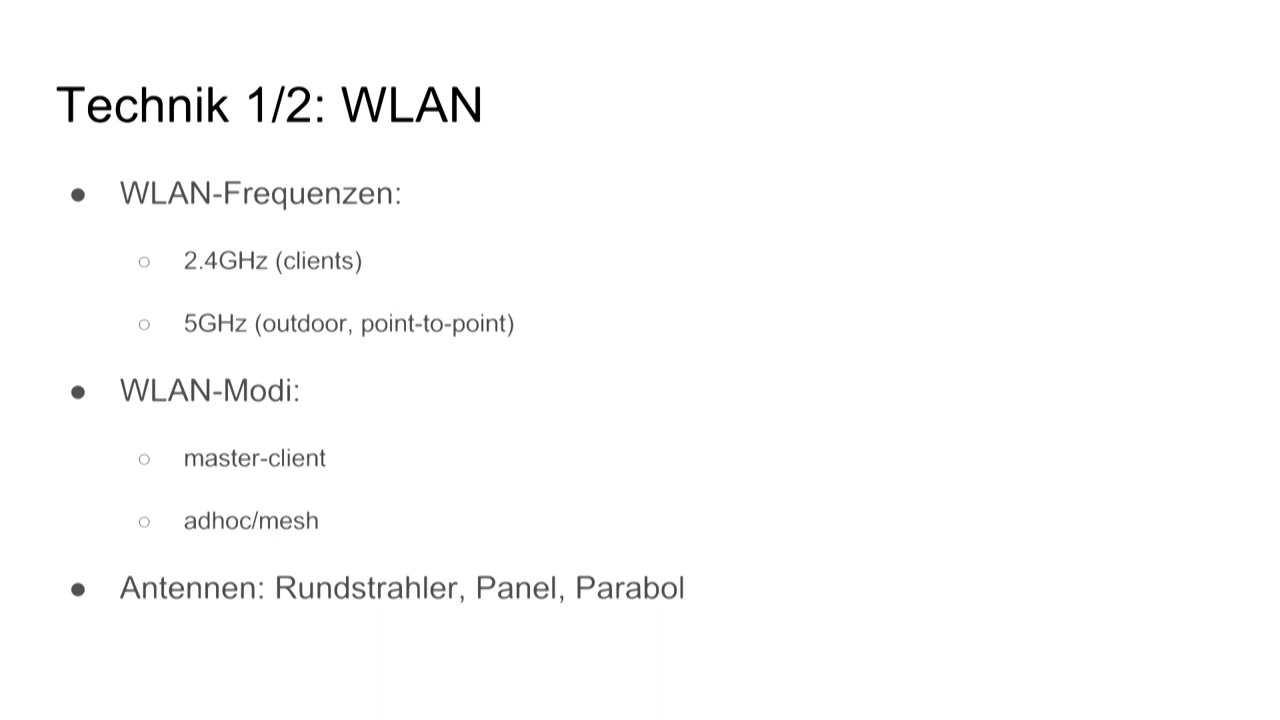 Technik 1/2: WLAN
● WLAN-Frequenzen:
○ 2.4GHz (clients)
○ 5GHz (outdoor, point-to-point)
● WLAN-Modi:
○ master-client
○ adhoc/mesh
● Antennen: Rundstrahler, Panel, Parabol